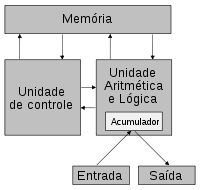 Memória
Unidade
de controle
Unidade
Aritmética
e Lógica
Acumulador
Entrada
Saída